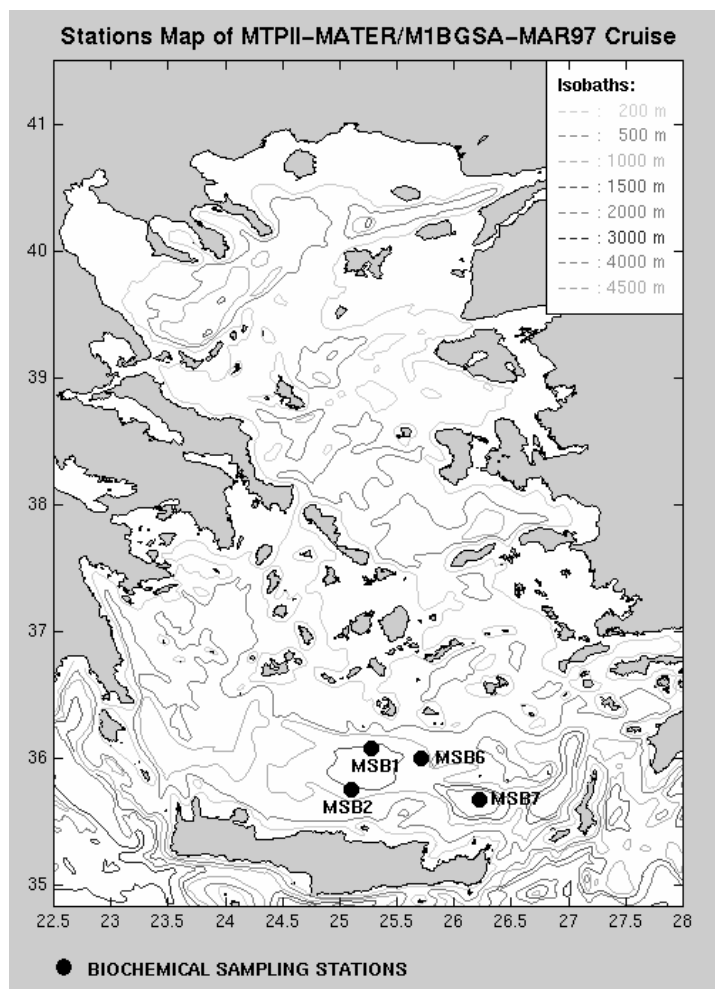 Stations Map of MTPII-MATER/M1BGSA-MAR97 Cruise
Isobaths:
--- : 200 m
--- : 500 m
--- : 1000 m
--- : 1500 m
--- : 2000 m
--- : 3000 m
--- : 4000 m
--- : 4500 m
41
40
39
38
37
36
35
MSB1
MSB6
MSB2
MSB7
22.5 23 23.5 24 24.5 25 25.5 26 26.5 27 27.5 28
BIOCHEMICAL SAMPLING STATIONS